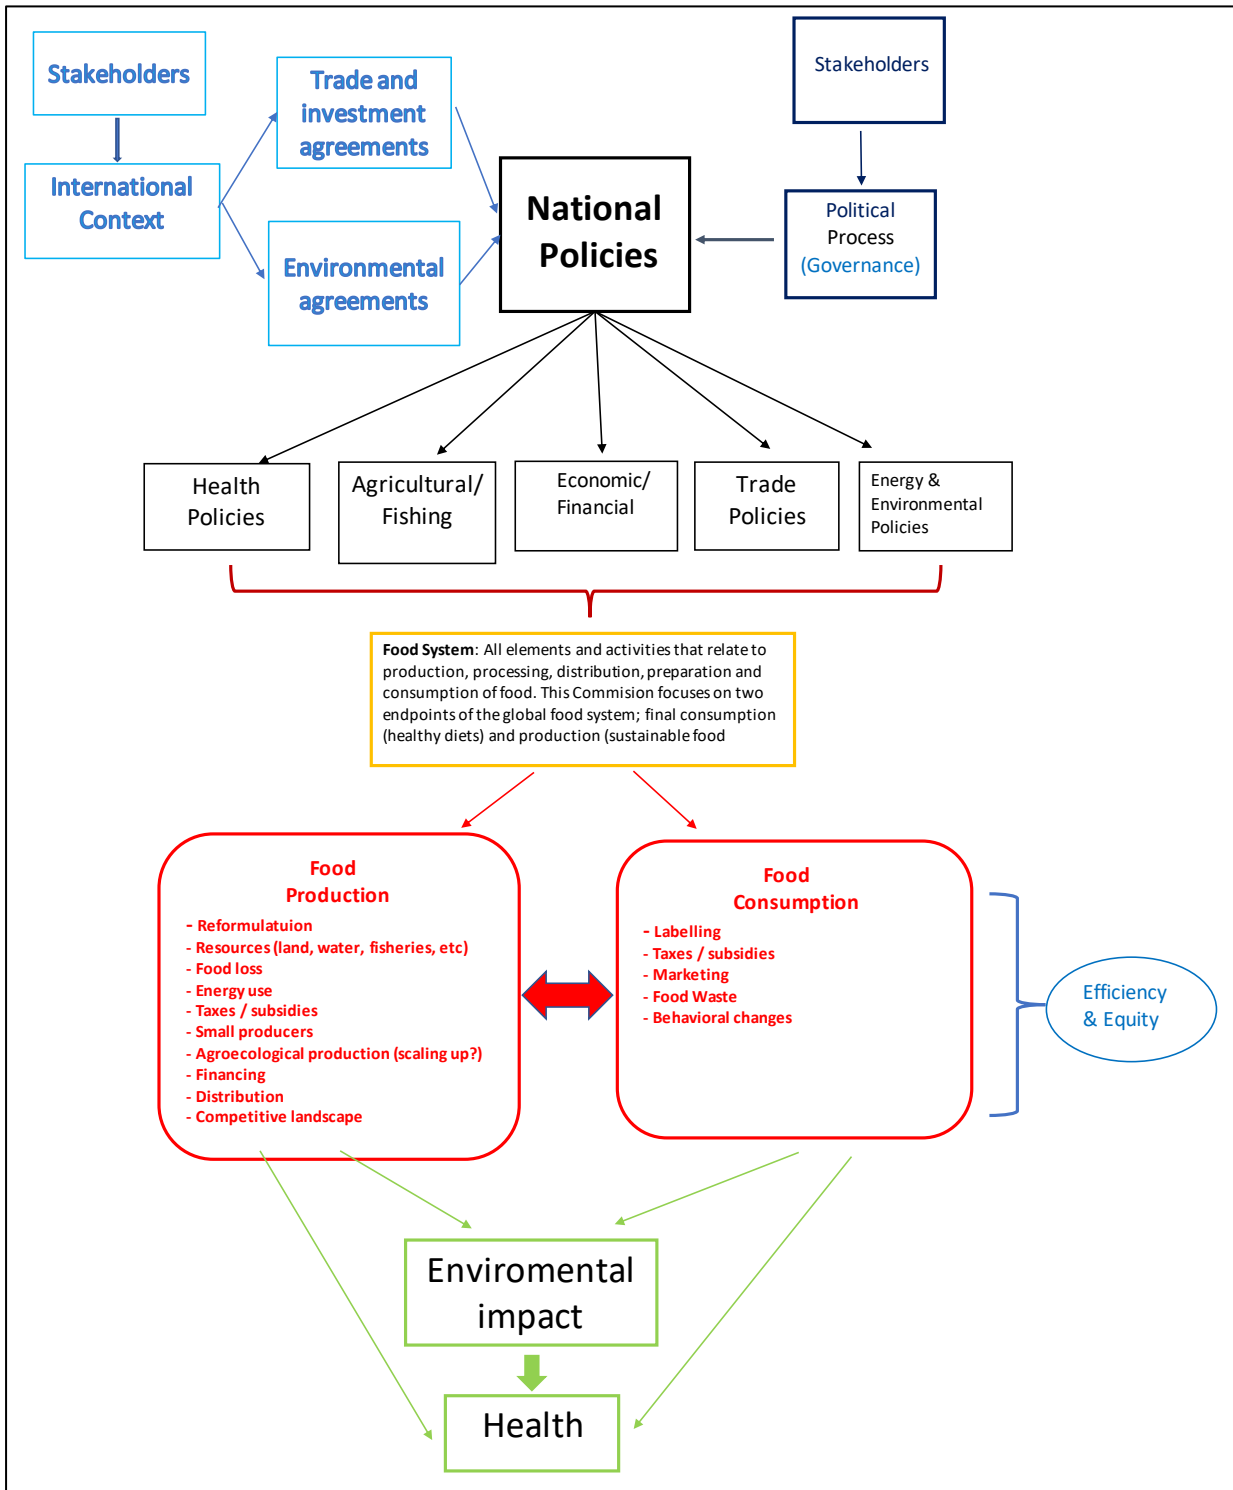 Stakeholders
International
Context
Trade and
investment
agreements
Environmental
agreements
National
Policies
Stakeholders
Political
Process
(Governance)
Health
Policies
Agricultural/
Fishing
Economic/
Financial
Trade
Policies
Energy &
Environmental
Policies
Food System: All elements and activities that relate to
production, processing, distribution, preparation and
consumption of food. This Commision focuses on two
endpoints of the global food system; final consumption
(healthy diets) and production (sustainable food
Food
Production
- Reformulatuion
- Resources (land, water, fisheries, etc)
- Food loss
- Energy use
- Taxes / subsidies
- Small producers
- Agroecological production (scaling up?)
- Financing
- Distribution
- Competitive landscape
Food
Consumption
- Labelling
- Taxes / subsidies
- Marketing
- Food Waste
- Behavioral changes
Efficiency
& Equity
Enviromental
impact
Health